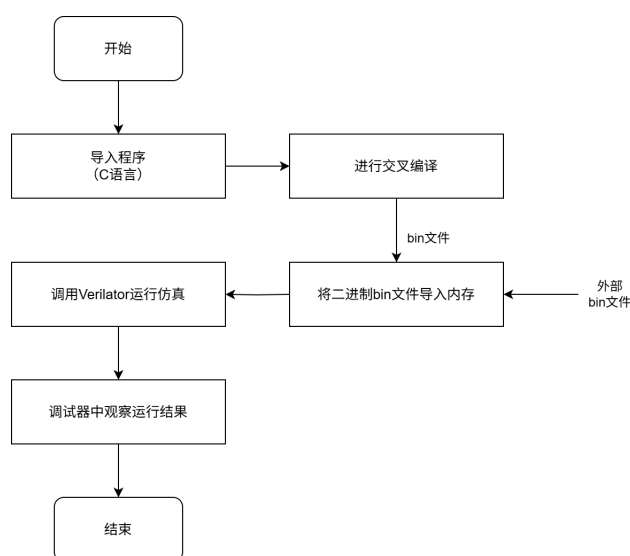 开始
导入程序
（C语言）
进行交叉编译
bin文件
调用Verilator运行仿真
将二进制bin文件导入内存
外部
bin文件
调试器中观察运行结果
结束